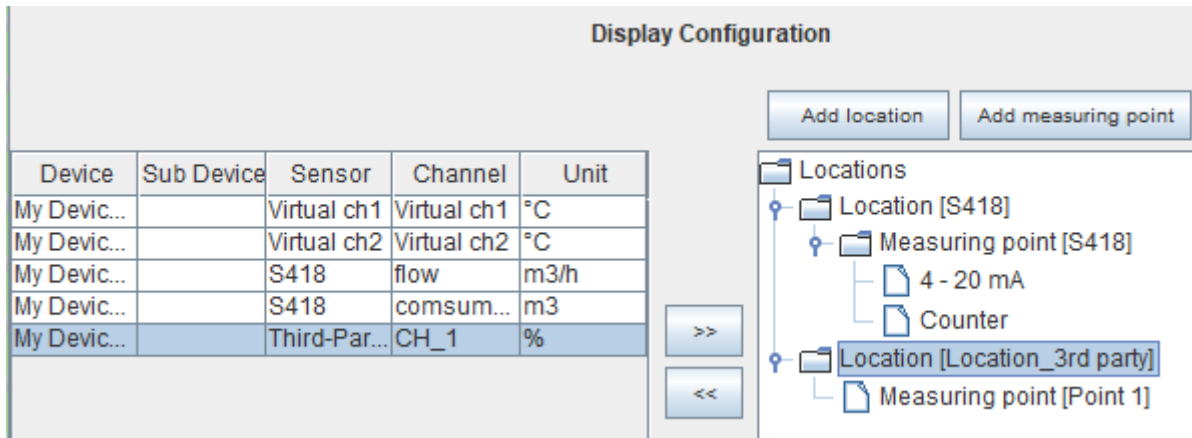 Display Configuration
Add location Add measuring point
Device Sub Device Sensor Channel Unit
My Devic... Virtual ch1 Virtual ch1 °C
My Devic... Virtual ch2 Virtual ch2 °C
My Devic... S418 flow m3/h
My Devic... S418 comsum... m3
My Devic... Third-Par... CH_1 %
>>
<<
Locations
Location [S418]
Measuring point [S418]
4 - 20 mA
Counter
Location [Location_3rd party]
Measuring point [Point 1]